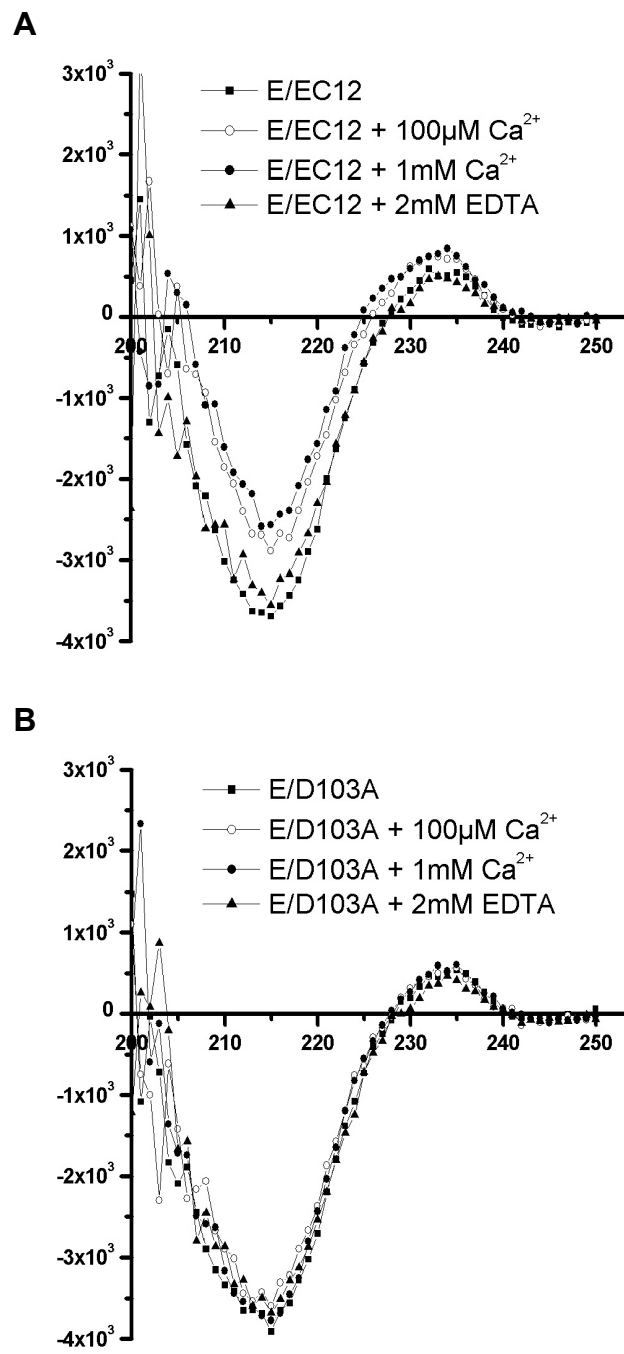 A
3x10³
2x10³
1x10³
0
-1x10³
-2x10³
-3x10³
-4x10³
E/EC12
E/EC12 + 100µM Ca²⁺
E/EC12 + 1mM Ca²⁺
E/EC12 + 2mM EDTA
200 210 220 230 240 250
B
3x10³
2x10³
1x10³
0
-1x10³
-2x10³
-3x10³
-4x10³
E/D103A
E/D103A + 100µM Ca²⁺
E/D103A + 1mM Ca²⁺
E/D103A + 2mM EDTA
200 210 220 230 240 250